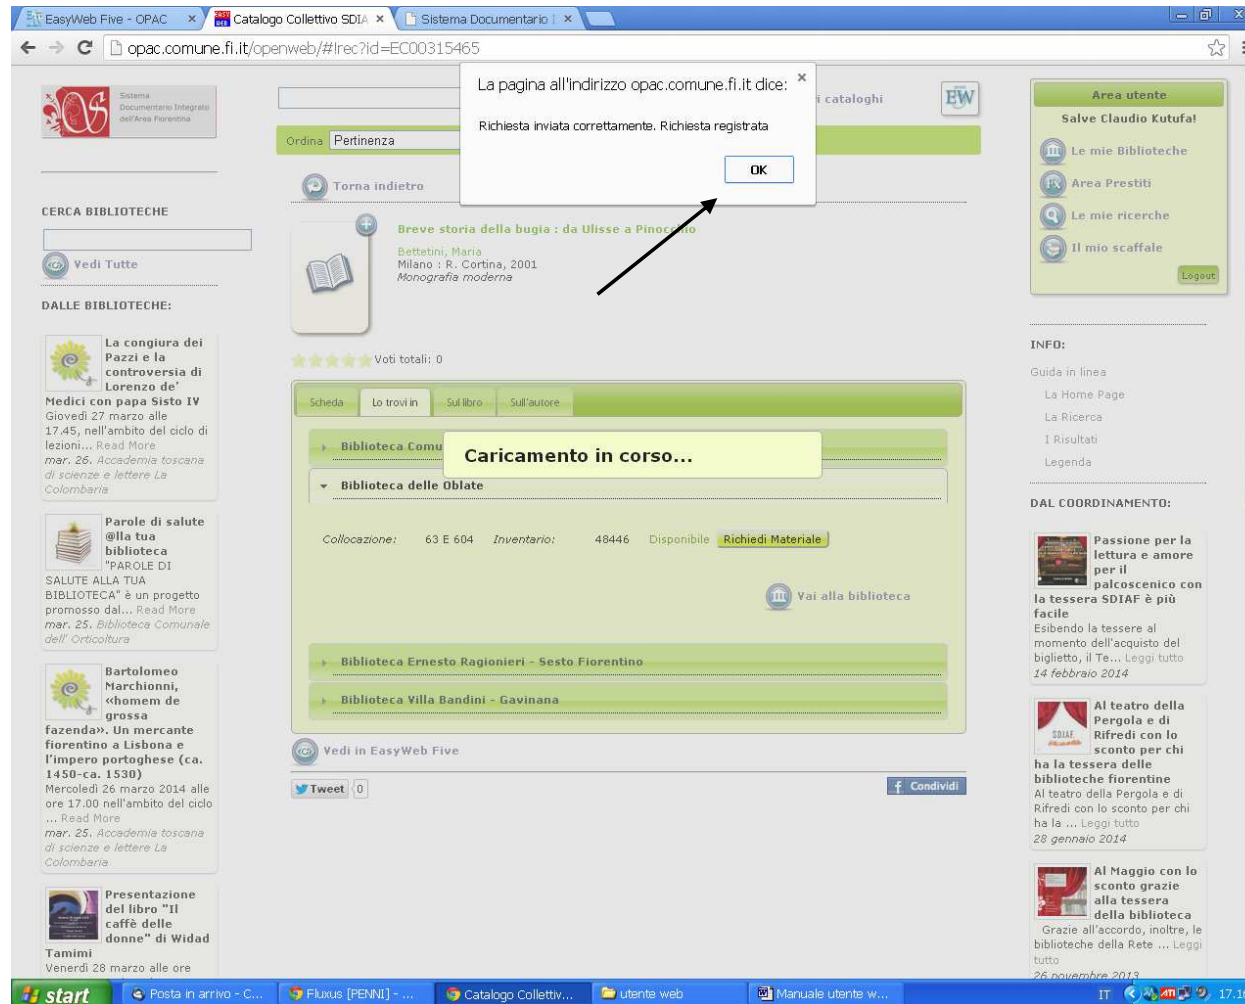 EasyWeb Five - OPAC
Catalogo Collettivo SDIA
Sistema Documentario I
opac.comune.fi.it/openweb/#!rec?id=EC00315465
La pagina all'indirizzo opac.comune.fi.it dice:
Richiesta inviata correttamente. Richiesta registrata
OK
Sistema
Documentario Integrato
dell'Area Fiorentina
CERCA BIBLIOTECHE
Vedi Tutte
DALLE BIBLIOTECHE:
La congiura dei
Pazzi e la
controversia di
Lorenzo de'
Medici con papa Sisto IV
Giovedì 27 marzo alle
17.45, nell'ambito del ciclo di
lezioni... Read More
mar. 26. Accademia toscana
di scienze e lettere La
Colombaria
Parole di salute
@lla tua
biblioteca
"PAROLE DI
SALUTE ALLA TUA
BIBLIOTECA" è un progetto
promosso dal... Read More
mar. 25. Biblioteca Comunale
dell' Orticoltura
Bartolomeo
Marchionni,
«homem de
grossa
fazenda». Un mercante
fiorentino a Lisbona e
l'impero portoghese (ca.
1450-ca. 1530)
Mercoledì 26 marzo 2014 alle
ore 17.00 nell'ambito del ciclo
... Read More
mar. 25. Accademia toscana
di scienze e lettere La
Colombaria
Presentazione
del libro "Il
caffè delle
donne" di Widad
Tamimi
Venerdì 28 marzo alle ore
i cataloghi
EW
Ordina Pertinenza
Torna indietro
Breve storia della bugia : da Ulisse a Pinocchio
Bettetini, Maria
Milano : R. Cortina, 2001
Monografia moderna
Voti totali: 0
Scheda Lo trovi in Sul libro Sull'autore
Biblioteca Comu
Caricamento in corso...
Biblioteca delle Oblate
Collocazione: 63 E 604 Inventario: 48446 Disponibile Richiedi Materiale
Vai alla biblioteca
Biblioteca Ernesto Ragionieri - Sesto Fiorentino
Biblioteca Villa Bandini - Gavinana
Vedi in EasyWeb Five
Tweet 0
Condividi
Area utente
Salve Claudio Kutufa!
Le mie Biblioteche
Area Prestiti
Le mie ricerche
Il mio scaffale
Logout
INFO:
Guida in linea
La Home Page
La Ricerca
I Risultati
Legenda
DAL COORDINAMENTO:
Passione per la
lettura e amore
per il
palcoscenico con
la tessera SDIAF è più
facile
Esibendo la tessere al
momento dell'acquisto del
biglietto, il Te... Leggi tutto
14 febbraio 2014
SDIAF
Al teatro della
Pergola e di
Rifredi con lo
sconto per chi
ha la tessera delle
biblioteche fiorentine
Al teatro della Pergola e di
Rifredi con lo sconto per chi
ha la ... Leggi tutto
28 gennaio 2014
Al Maggio con lo
sconto grazie
alla tessera
della biblioteca
Grazie all'accordo, inoltre, le
biblioteche della Rete ... Leggi
tutto
26 novembre 2013
start
Posta in arrivo - C...
Fluxus [PENNI] - ...
Catalogo Collettiv...
utente web
Manuale utente w...
IT